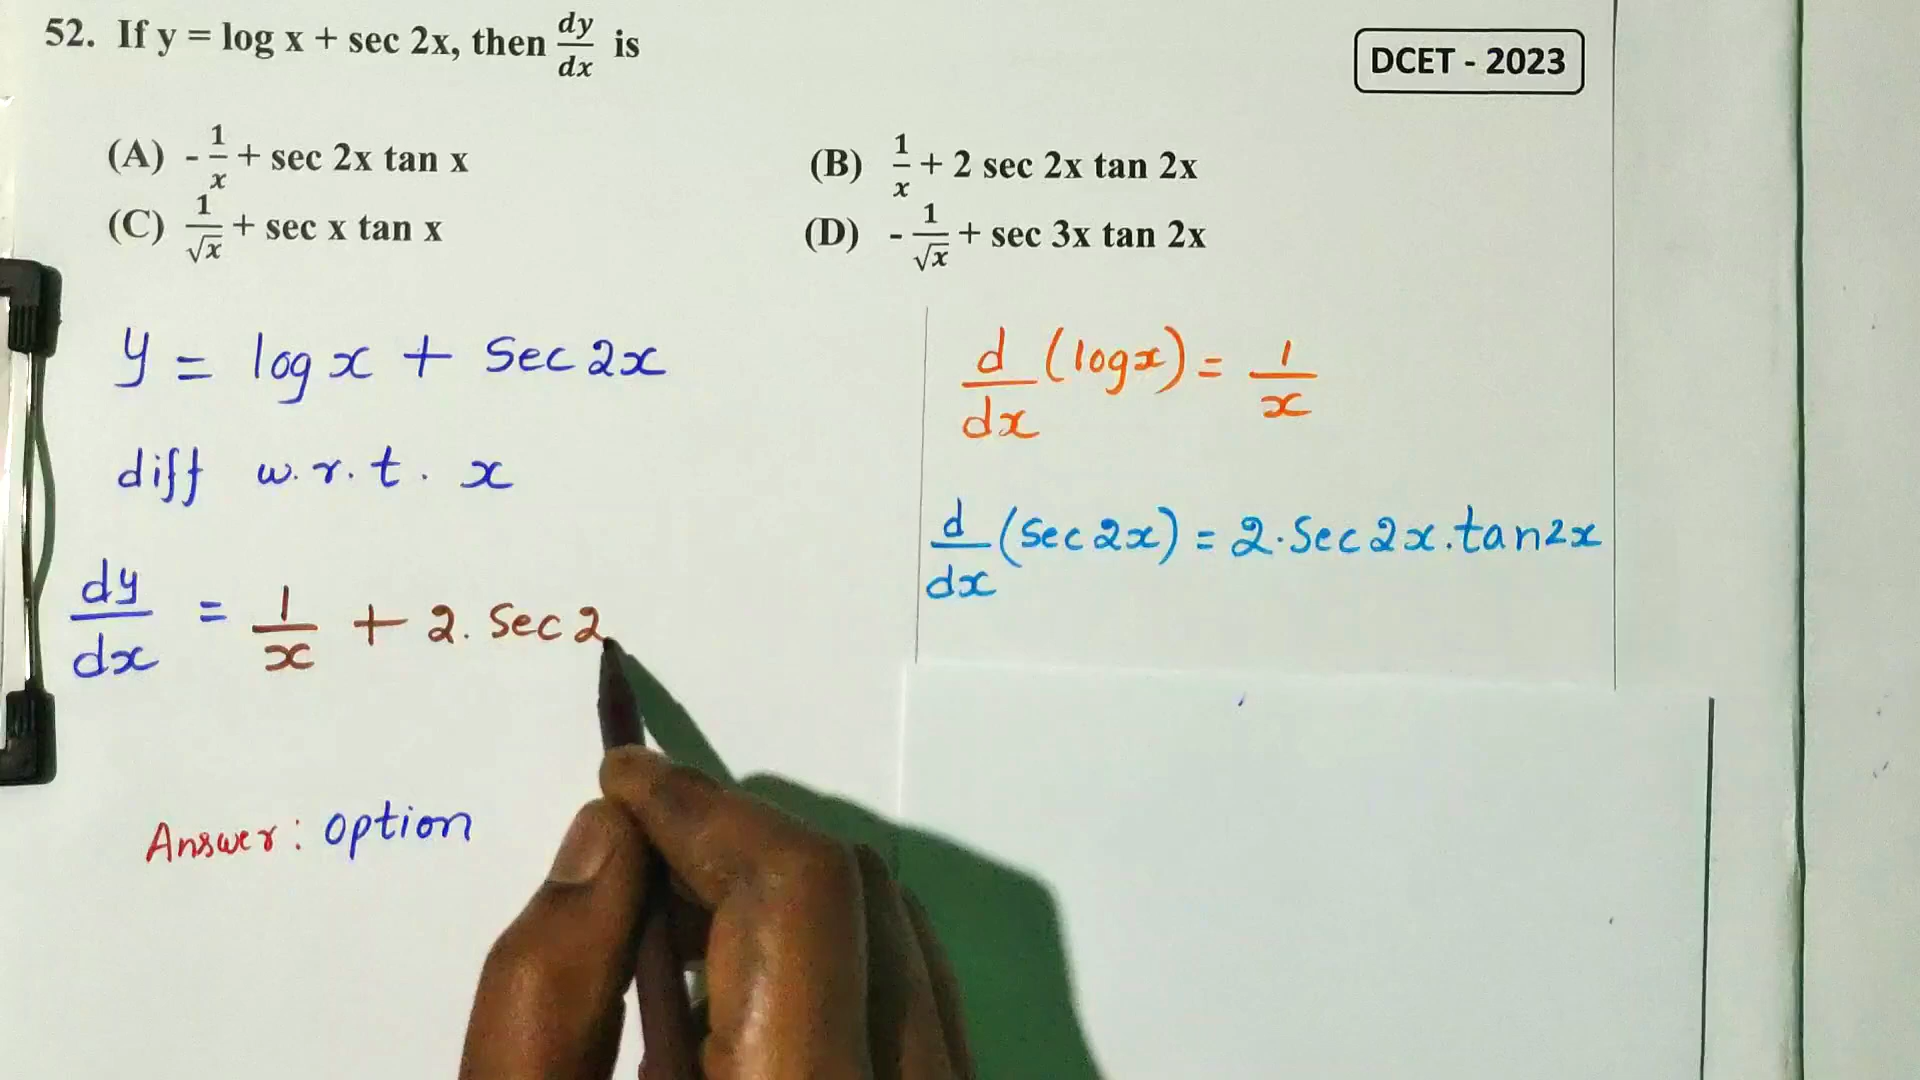 52. If y = log x + sec 2x, then dy/dx is
DCET - 2023
(A) - 1/x + sec 2x tan x
(B) 1/x + 2 sec 2x tan 2x
(C) 1/√x + sec x tan x
(D) - 1/√x + sec 3x tan 2x
y = log x + sec 2x
diff w.r.t. x
dy/dx = 1/x + 2. sec 2
Answer: option
d/dx (log x) = 1/x
d/dx (sec 2x) = 2. sec 2x. tan 2x